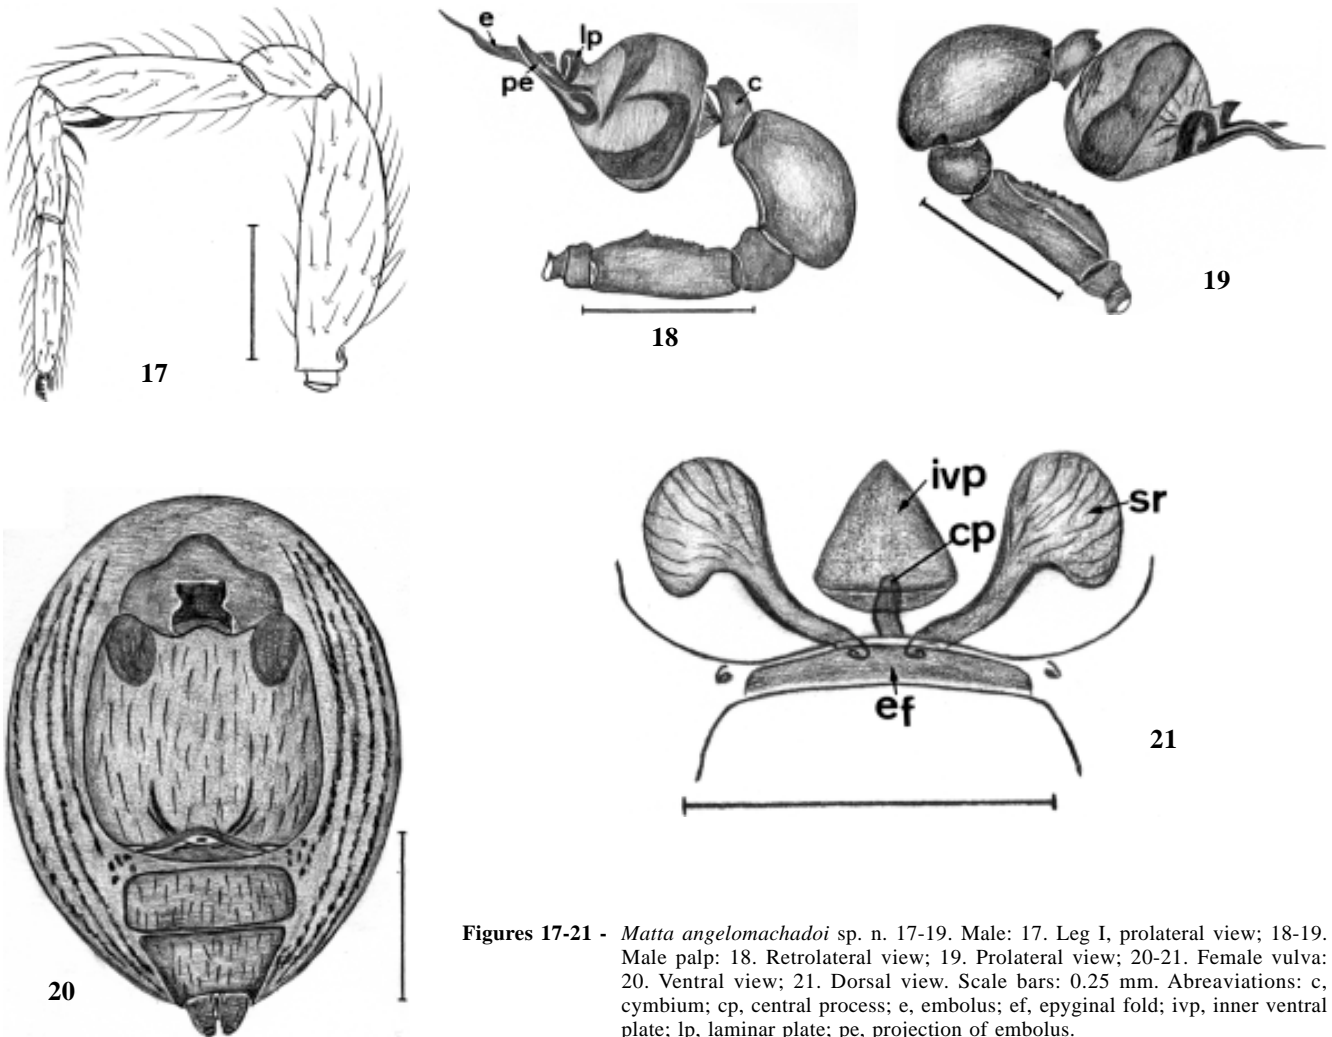 e
lp
pe
c
17
18
19
ivp
sr
cp
ef
21
20
Figures 17-21 - Matta angelomachadoi sp. n. 17-19. Male: 17. Leg I, prolateral view; 18-19.
Male palp: 18. Retrolateral view; 19. Prolateral view; 20-21. Female vulva:
20. Ventral view; 21. Dorsal view. Scale bars: 0.25 mm. Abreaviations: c,
cymbium; cp, central process; e, embolus; ef, epyginal fold; ivp, inner ventral
plate; lp, laminar plate; pe, projection of embolus.